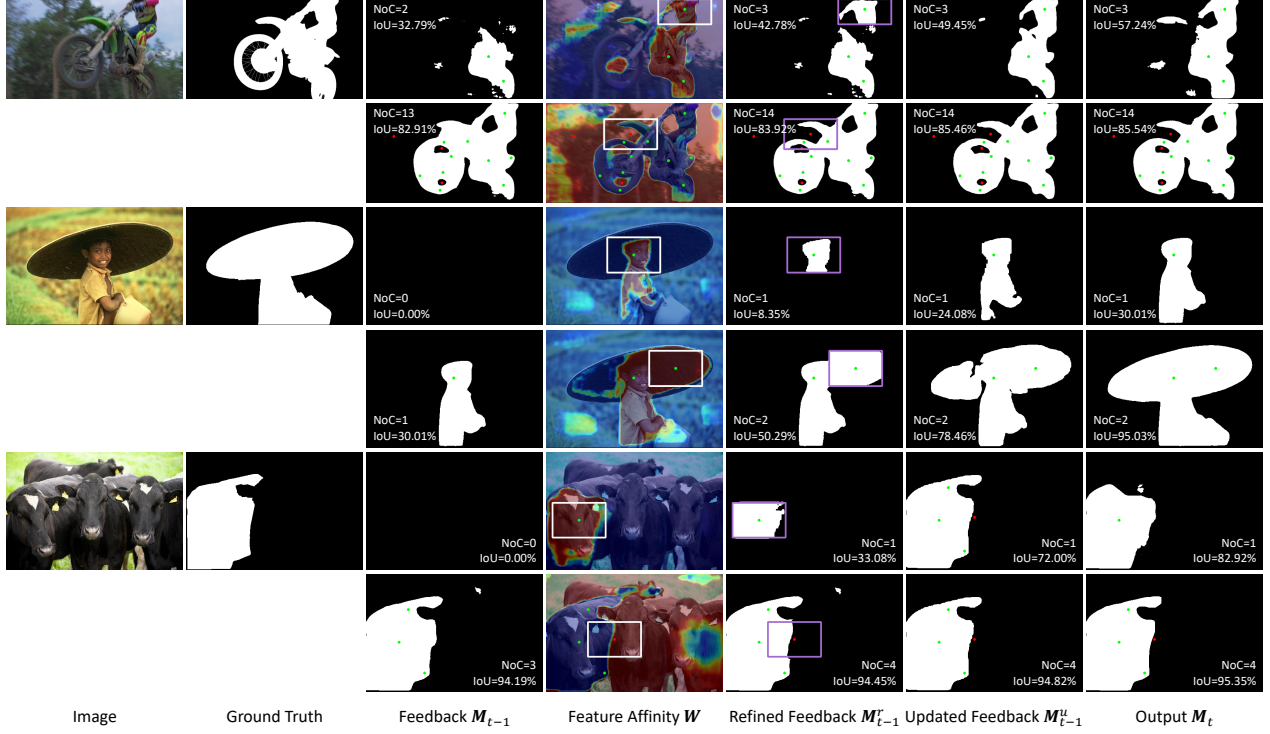 NoC=2
IoU=32.79%
NoC=3
IoU=42.78%
NoC=3
IoU=49.45%
NoC=3
IoU=57.24%
NoC=13
IoU=82.91%
NoC=14
IoU=83.92%
NoC=14
IoU=85.46%
NoC=14
IoU=85.54%
NoC=0
IoU=0.00%
NoC=1
IoU=8.35%
NoC=1
IoU=24.08%
NoC=1
IoU=30.01%
NoC=1
IoU=30.01%
NoC=2
IoU=50.29%
NoC=2
IoU=78.46%
NoC=2
IoU=95.03%
NoC=0
IoU=0.00%
NoC=1
IoU=33.08%
NoC=1
IoU=72.00%
NoC=1
IoU=82.92%
NoC=3
IoU=94.19%
NoC=4
IoU=94.45%
NoC=4
IoU=94.82%
NoC=4
IoU=95.35%
Image
Ground Truth
Feedback M_{t−1}
Feature Affinity W
Refined Feedback M^r_{t−1}
Updated Feedback M^u_{t−1}
Output M_t